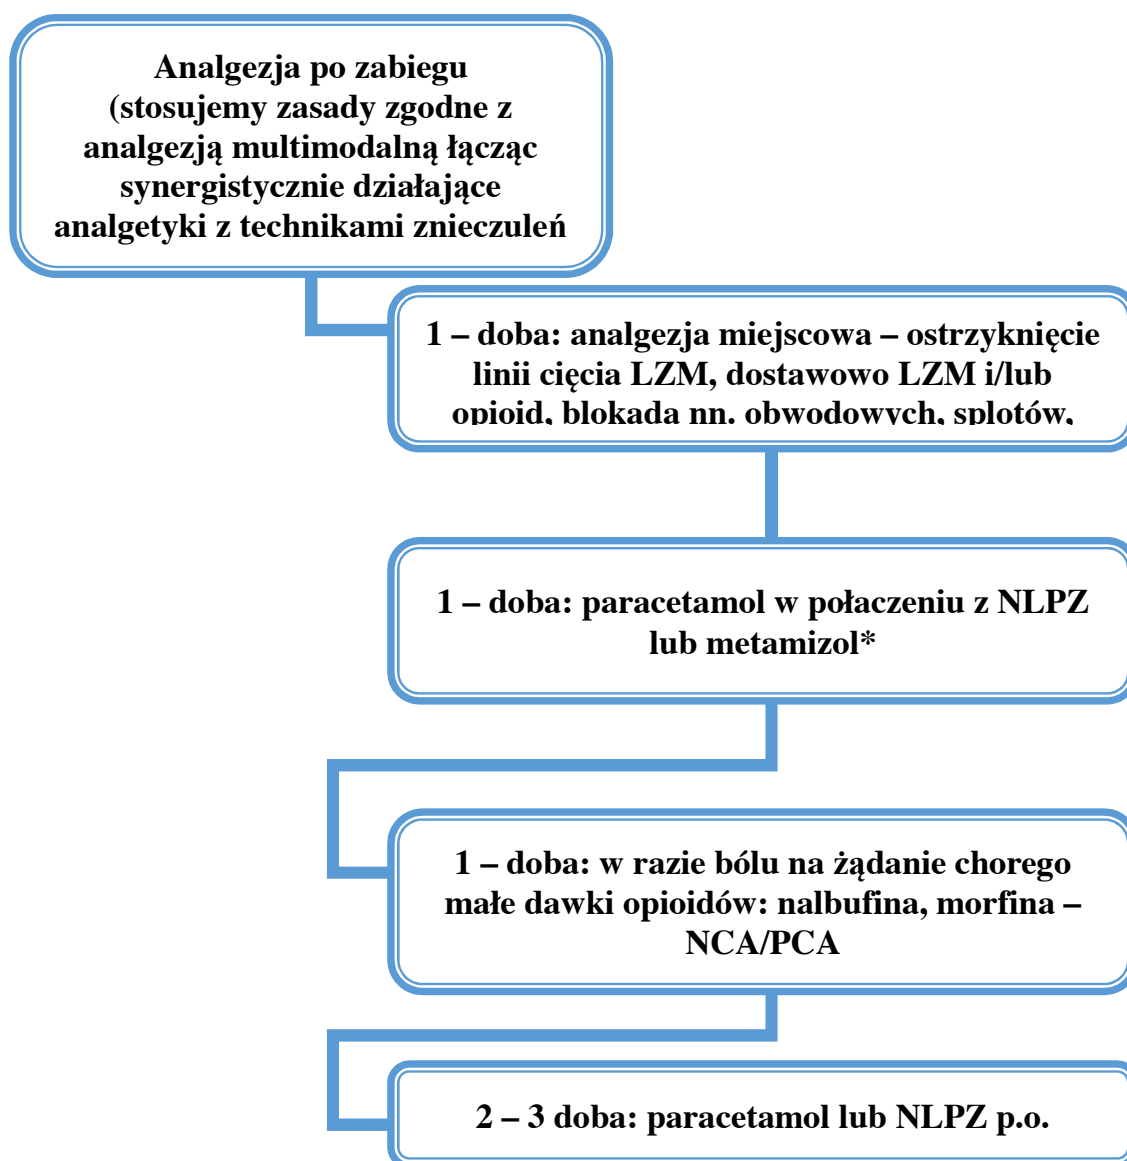 Analgezja po zabiegu
(stosujemy zasady zgodne z
analgezją multimodalną łącząc
synergistycznie działające
analgetyki z technikami znieczuleń
1 – doba: analgezja miejscowa – ostrzyknięcie
linii cięcia LZM, dostawowo LZM i/lub
opioid, blokada nn. obwodowych, splotów,
1 – doba: paracetamol w połaczeniu z NLPZ
lub metamizol*
1 – doba: w razie bólu na żądanie chorego
małe dawki opioidów: nalbufina, morfina –
NCA/PCA
2 – 3 doba: paracetamol lub NLPZ p.o.